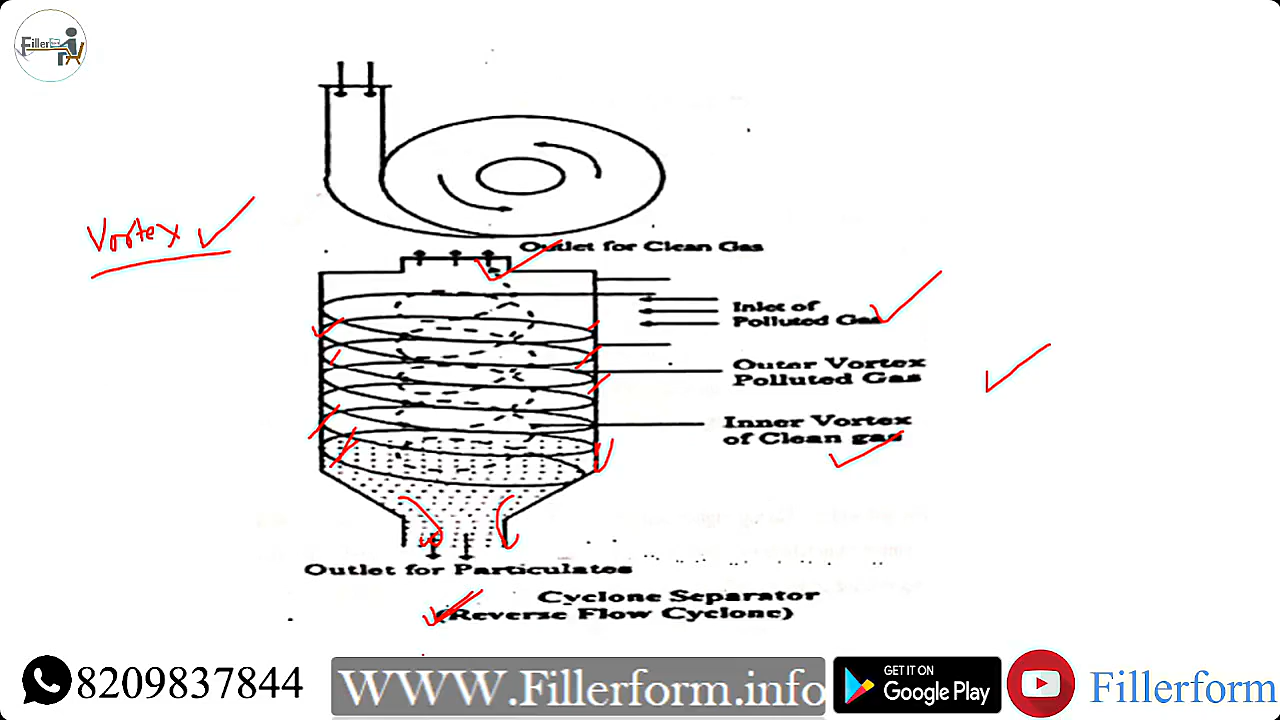 Filler
Vortex
Outlet for Clean Gas
Inlet of
Polluted Gas
Outer Vortex
Polluted Gas
Inner Vortex
of Clean gas
Outlet for Particulates
Cyclone Separator
(Reverse Flow Cyclone)
8209837844
WWW.Fillerform.info
GET IT ON
Google Play
Fillerform